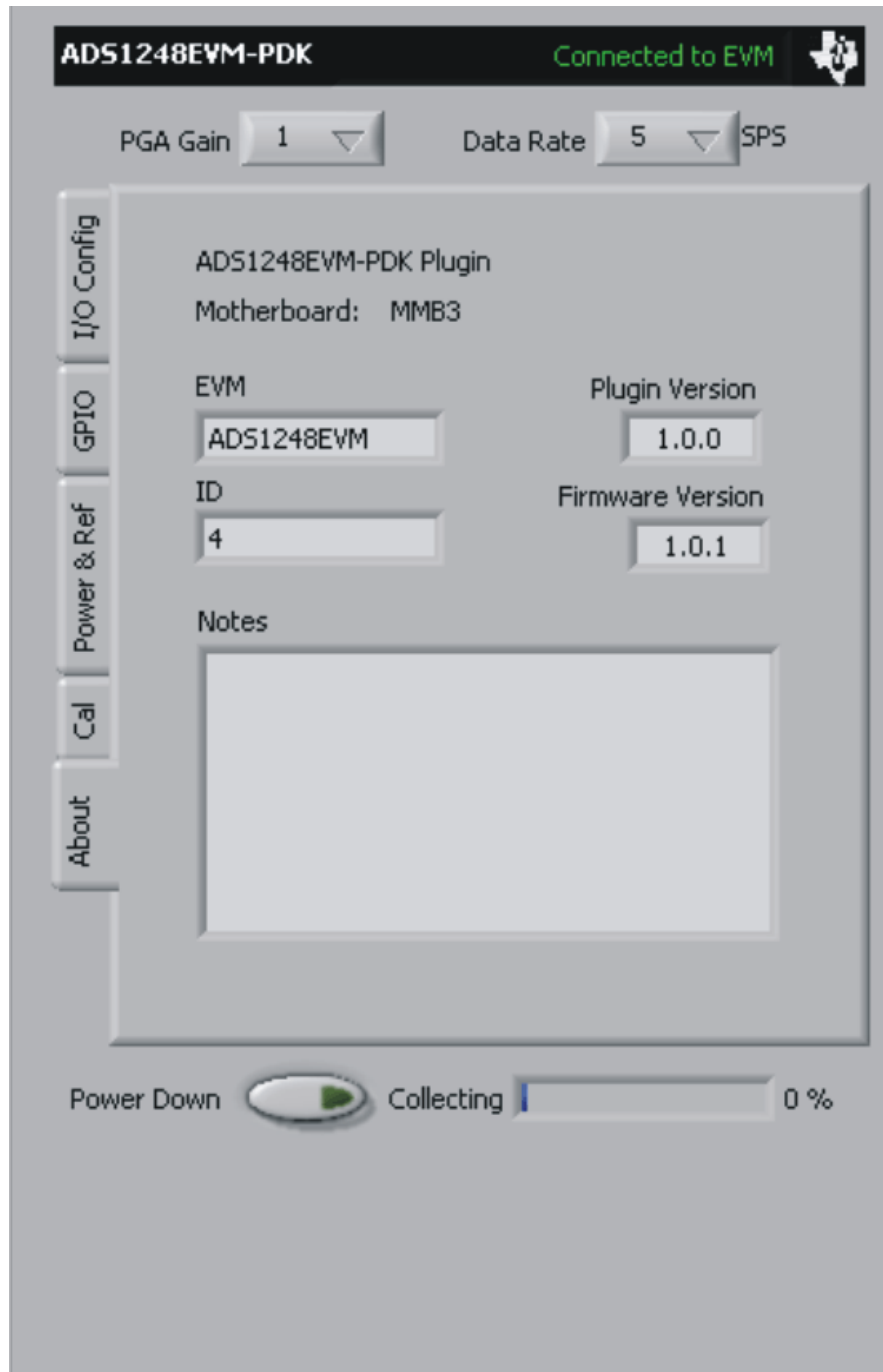 ADS1248EVM-PDK Connected to EVM
PGA Gain 1 Data Rate 5 SPS
I/O Config
GPIO
Power & Ref
Cal
About
ADS1248EVM-PDK Plugin
Motherboard: MMB3
EVM
ADS1248EVM
Plugin Version
1.0.0
ID
4
Firmware Version
1.0.1
Notes
Power Down Collecting 0 %